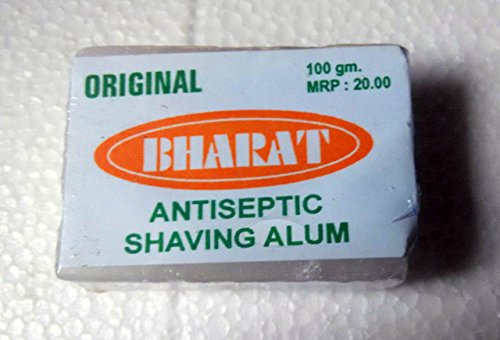 ORIGINAL
100 gm.
MRP : 20.00
BHARAT
ANTISEPTIC
SHAVING ALUM